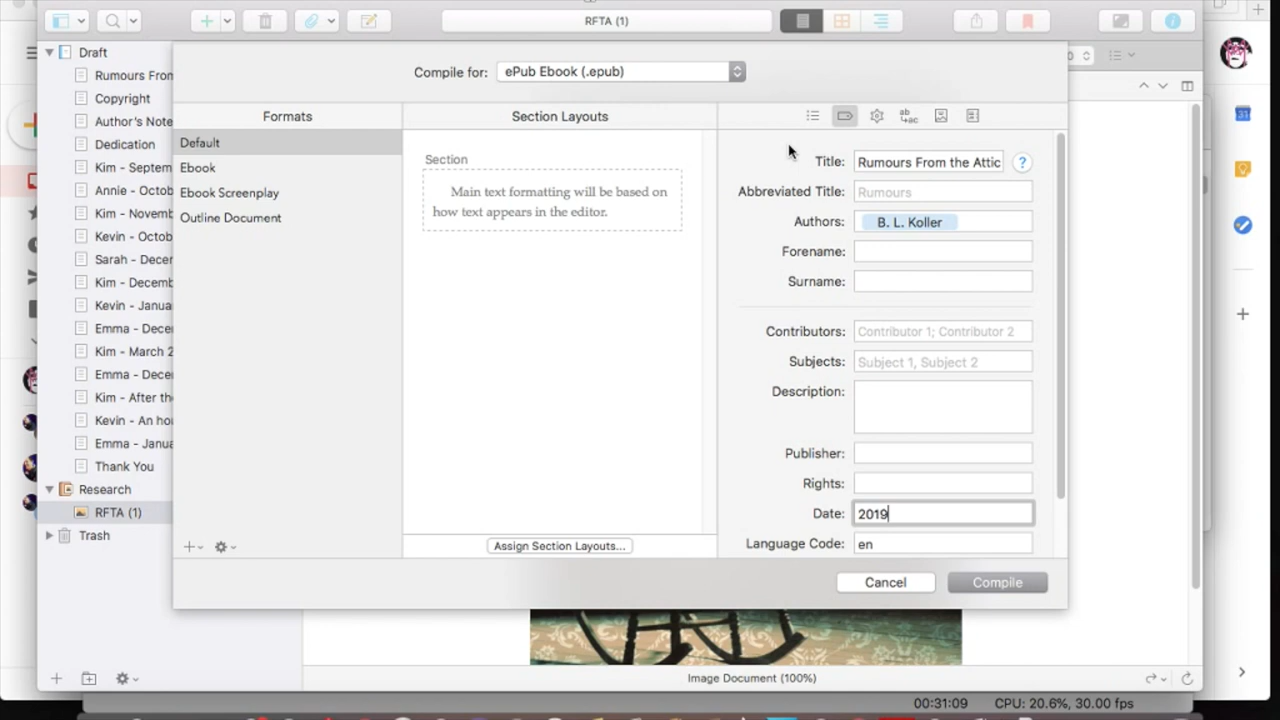 RFTA (1)
Draft
Rumours From
Copyright
Author's Note
Dedication
Kim - Septem
Annie - Octob
Kim - Novemb
Kevin - Octob
Sarah - Decer
Kim - Decemb
Kevin - Janua
Emma - Dece
Kim - March 2
Emma - Dece
Kim - After the
Kevin - An hou
Emma - Janua
Thank You
Research
RFTA (1)
Trash
Compile for: ePub Ebook (.epub)
Formats
Default
Ebook
Ebook Screenplay
Outline Document
Section Layouts
Section
Main text formatting will be based on
how text appears in the editor.
Assign Section Layouts...
Title: Rumours From the Attic
Abbreviated Title: Rumours
Authors: B. L. Koller
Forename:
Surname:
Contributors: Contributor 1; Contributor 2
Subjects: Subject 1, Subject 2
Description:
Publisher:
Rights:
Date: 2019
Language Code: en
Cancel
Compile
Image Document (100%)
00:31:09
CPU: 20.6%, 30.00 fps